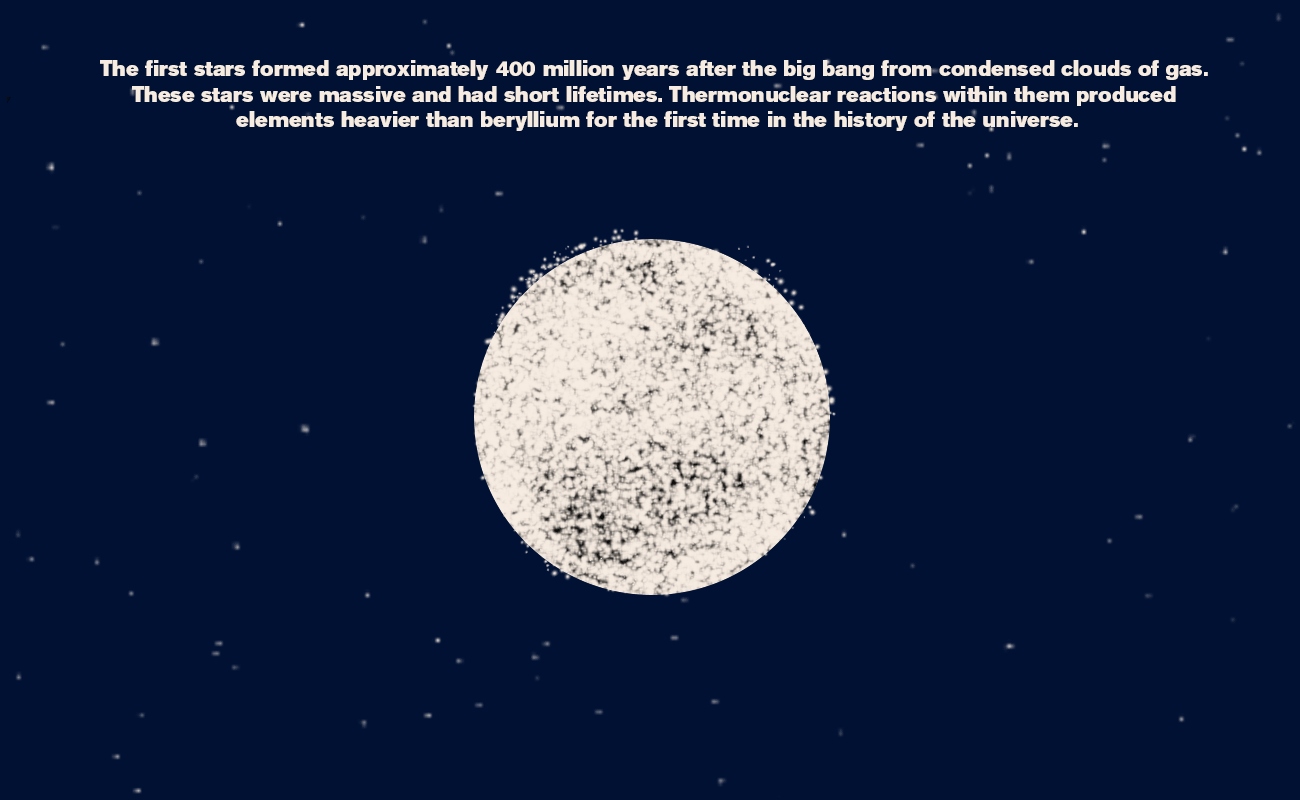 The first stars formed approximately 400 million years after the big bang from condensed clouds of gas.
These stars were massive and had short lifetimes. Thermonuclear reactions within them produced
elements heavier than beryllium for the first time in the history of the universe.